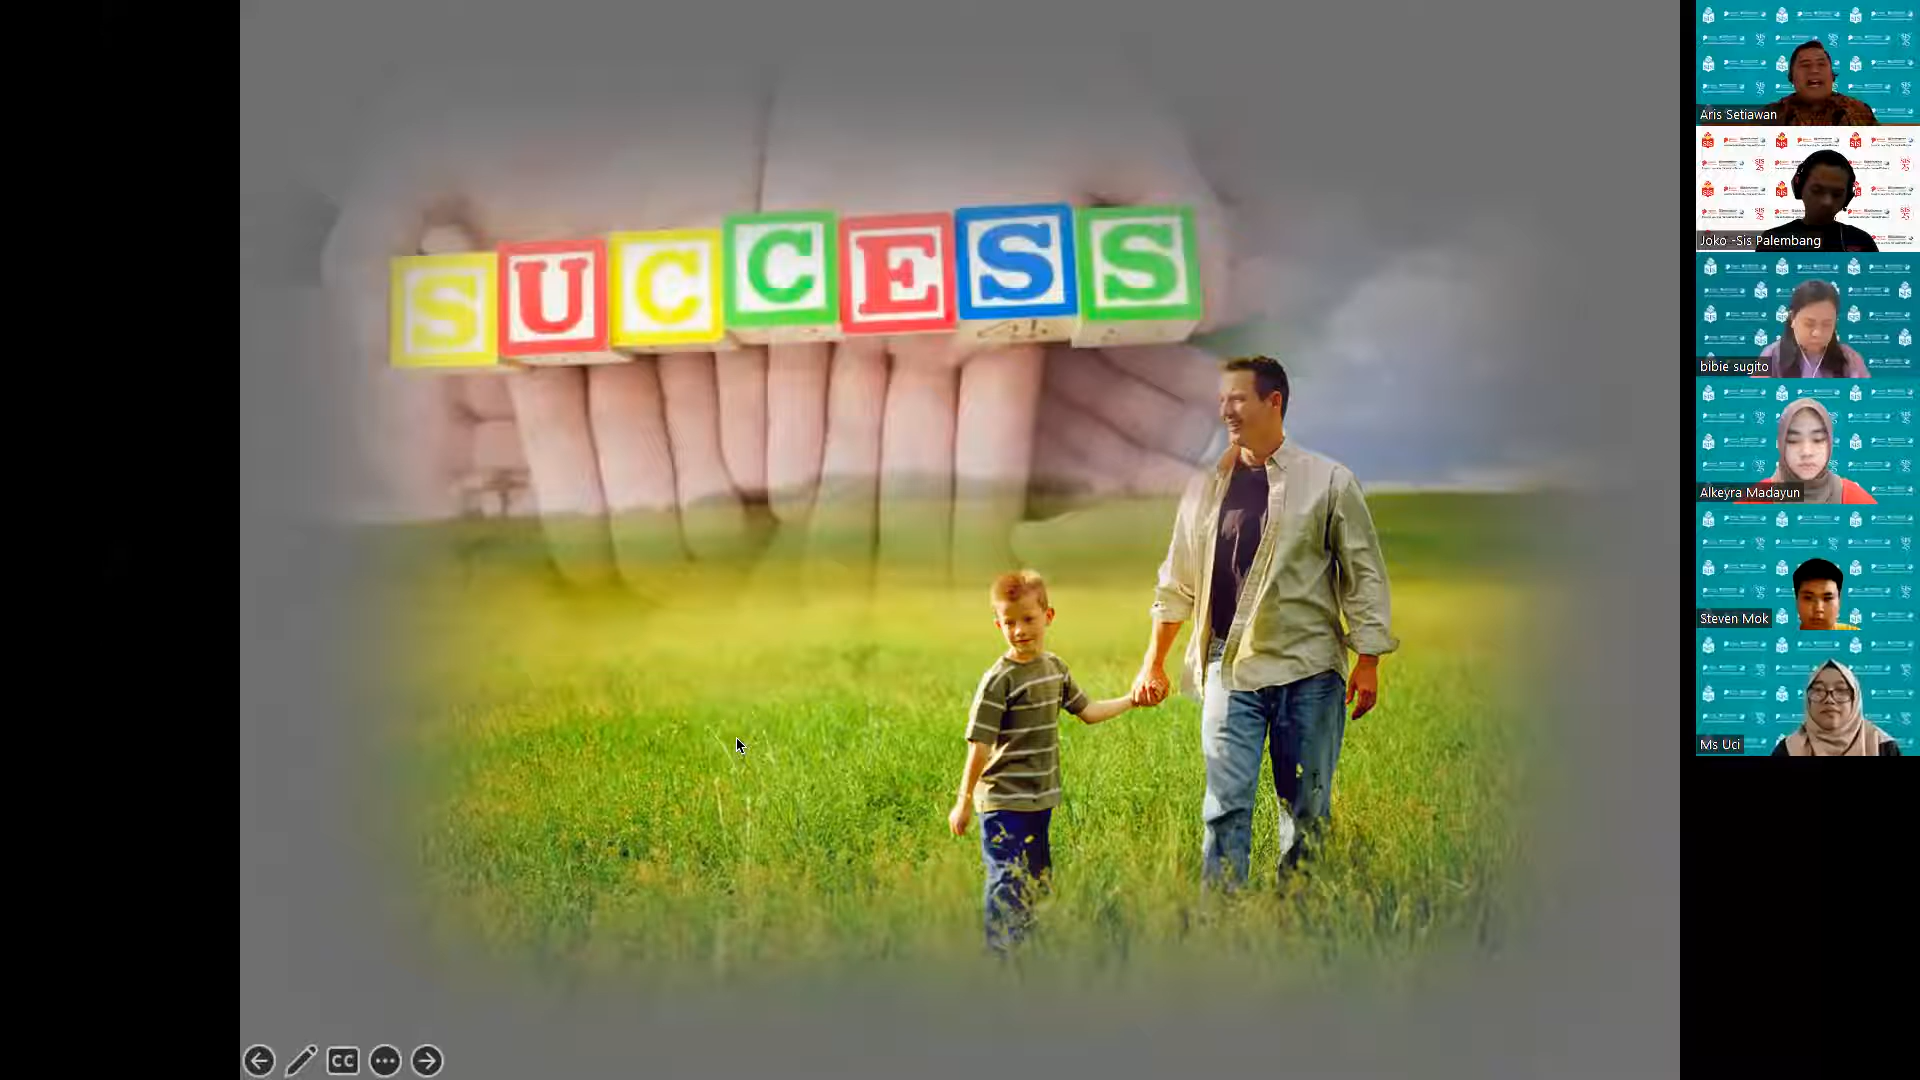 SUCCESS
Aris Setiawan
Joko -Sis Palembang
bibie sugito
Alkeyra Madayun
Steven Mok
Ms Uci
CC